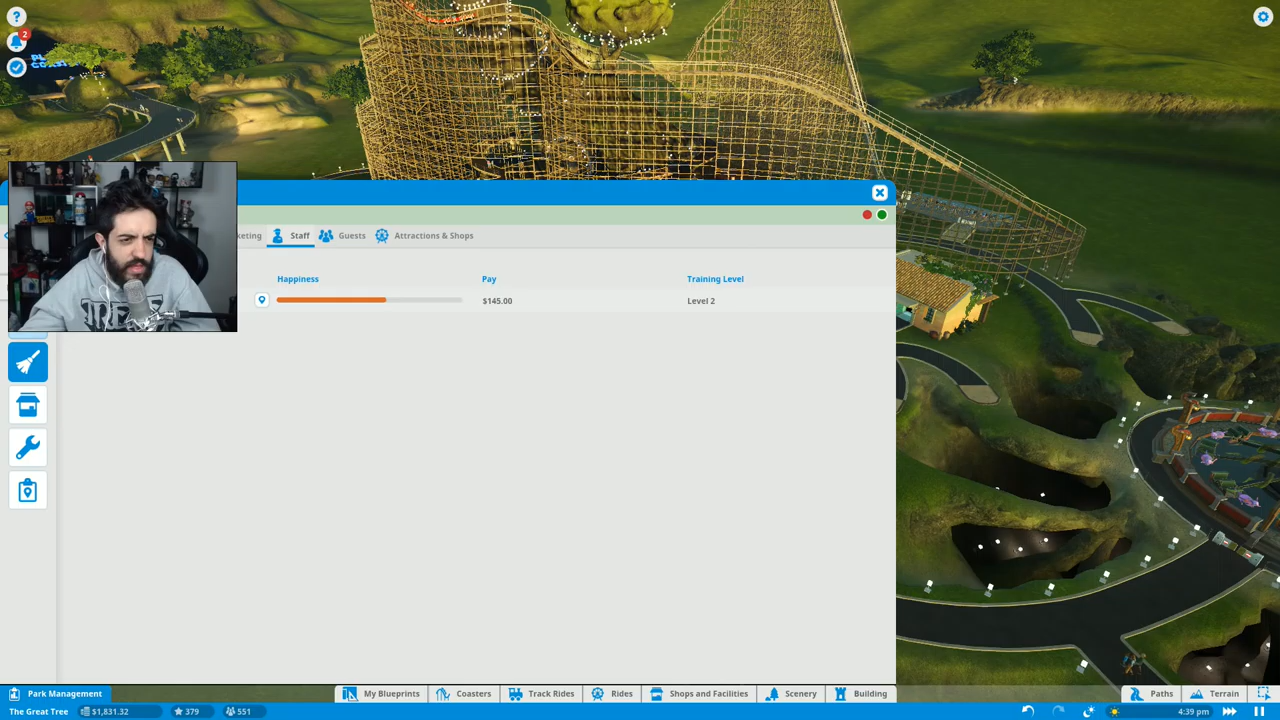 ?
2
keting Staff Guests Attractions & Shops
Happiness Pay Training Level
$145.00 Level 2
Park Management My Blueprints Coasters Track Rides Rides Shops and Facilities Scenery Building Paths Terrain
The Great Tree $1,831.32 379 551 4:39 pm